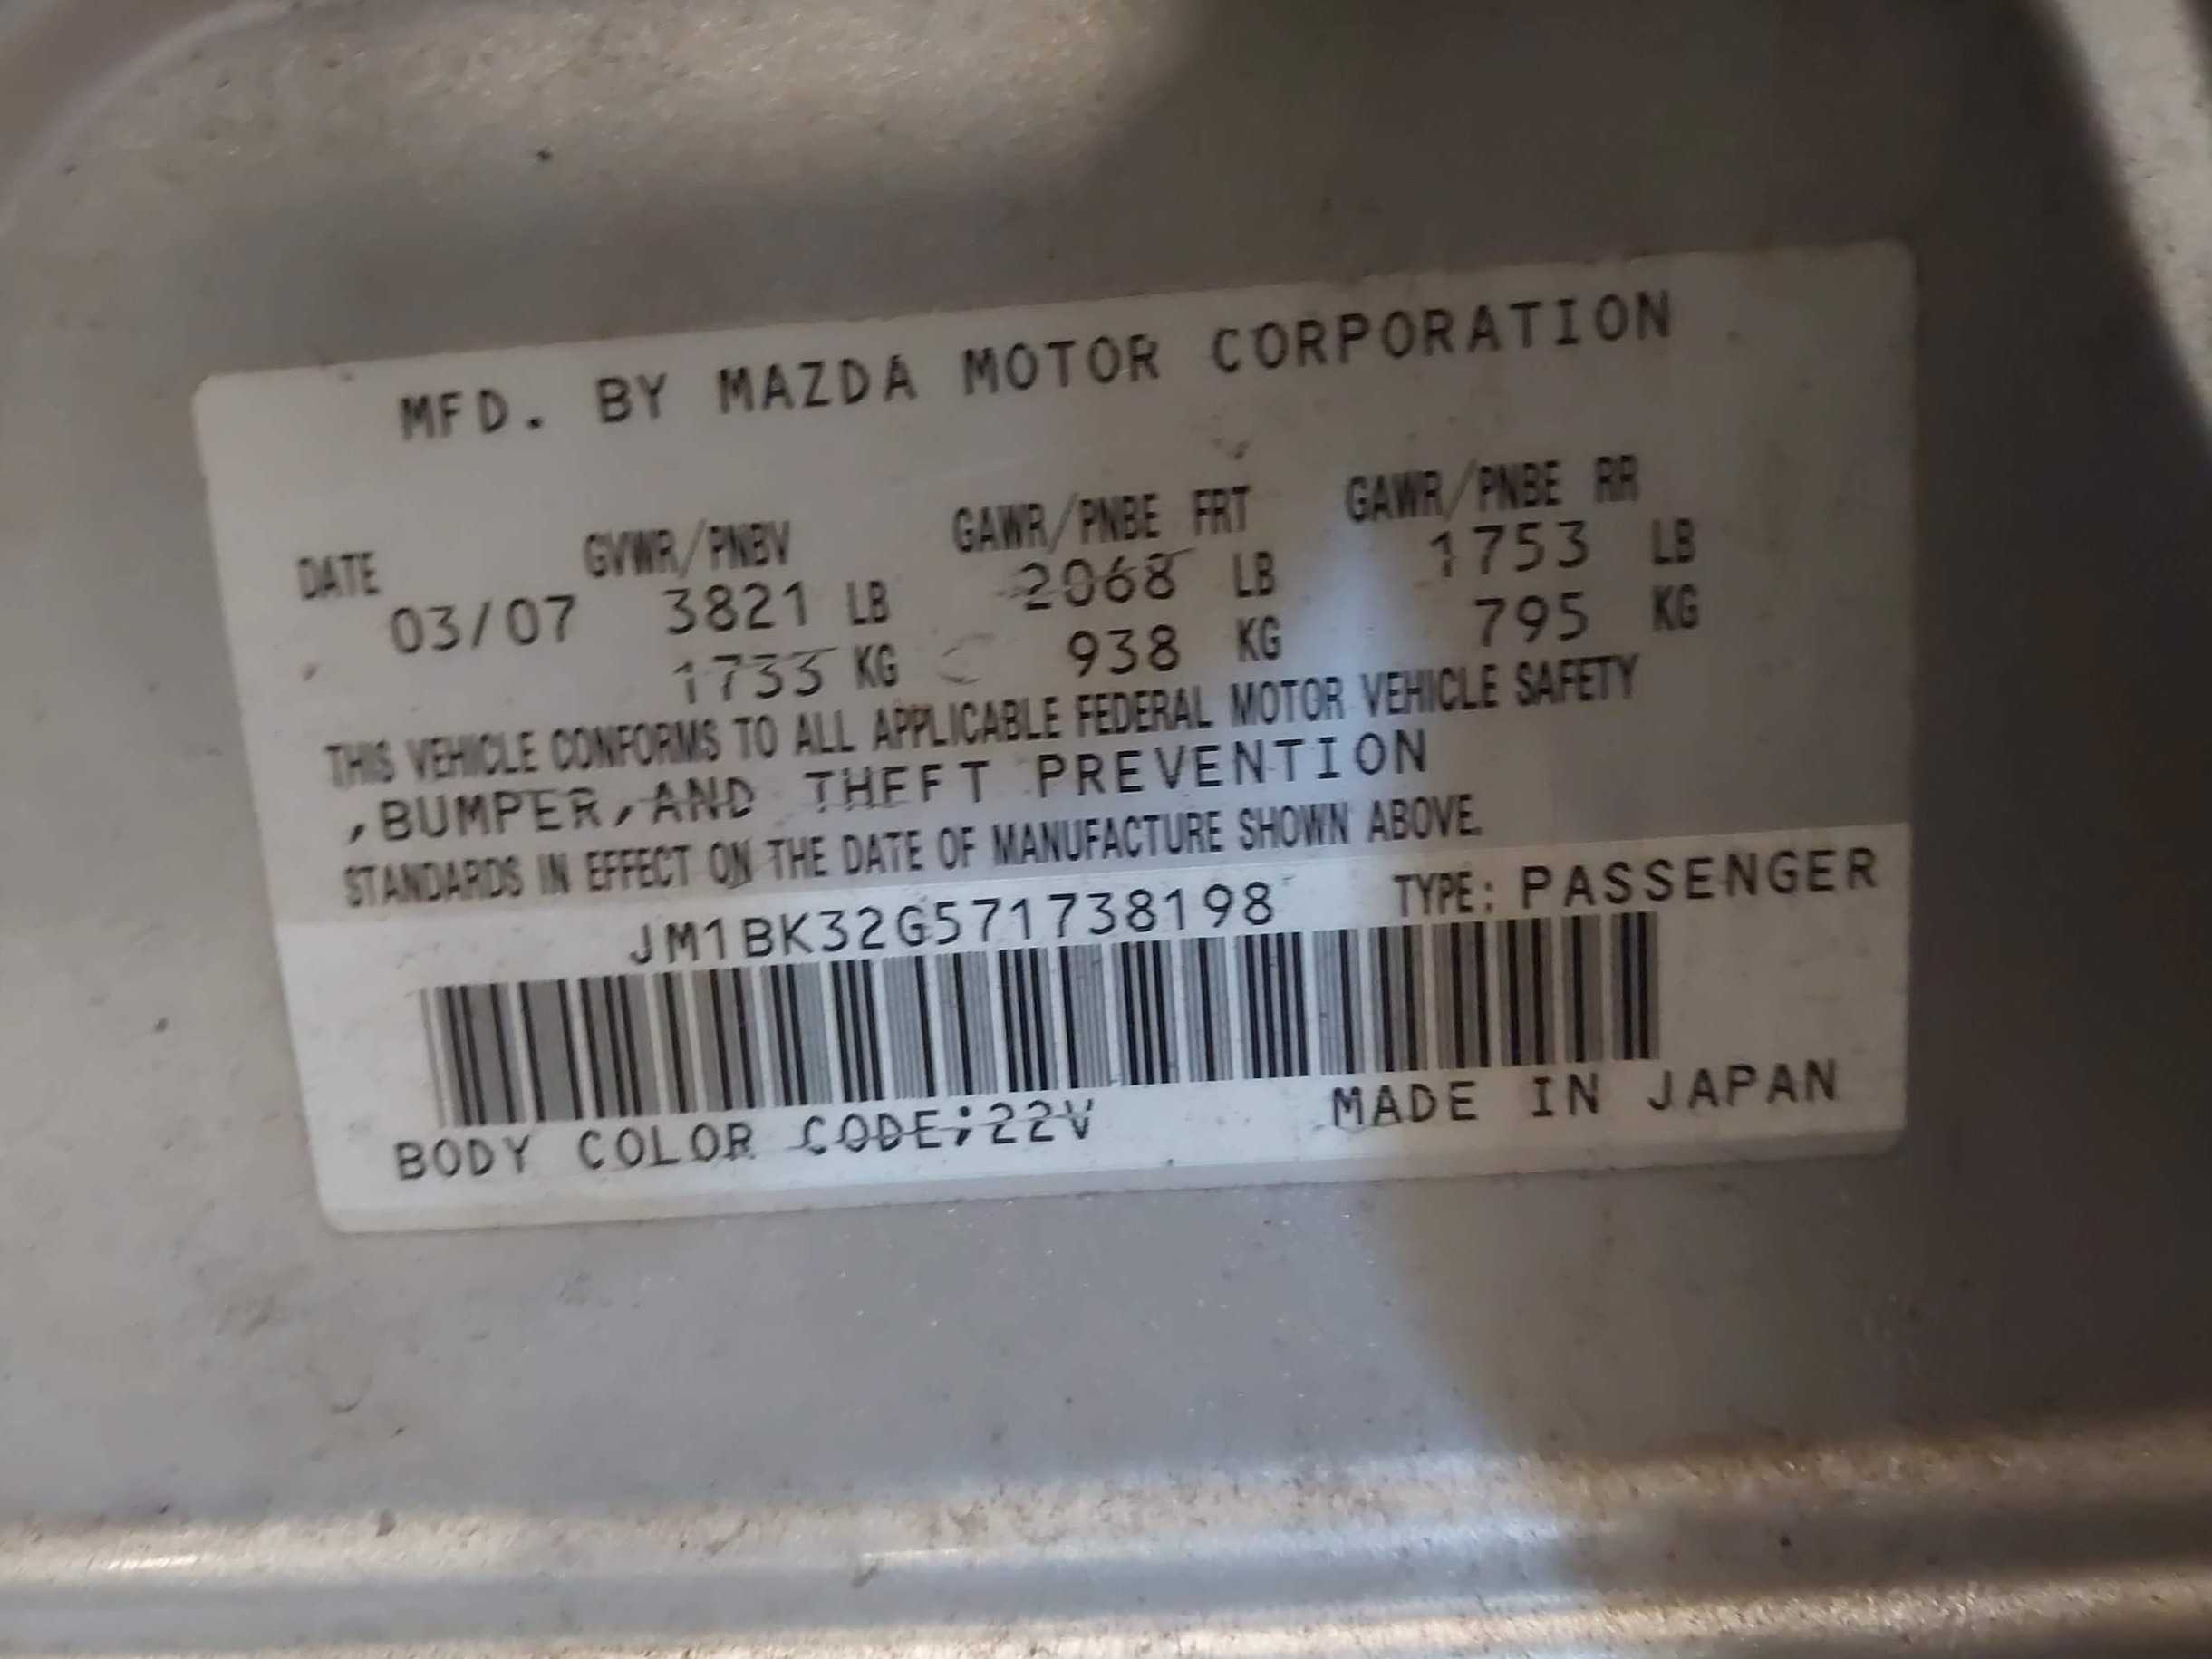 MFD. BY MAZDA MOTOR CORPORATION
DATE GVWR/PNBV GAWR/PNBE FRT GAWR/PNBE RR
03/07 3821 LB 2068 LB 1753 LB
1733 KG 938 KG 795 KG
THIS VEHICLE CONFORMS TO ALL APPLICABLE FEDERAL MOTOR VEHICLE SAFETY
,BUMPER,AND THEFT PREVENTION
STANDARDS IN EFFECT ON THE DATE OF MANUFACTURE SHOWN ABOVE.
JM1BK32G571738198 TYPE: PASSENGER
BODY COLOR CODE;22V MADE IN JAPAN